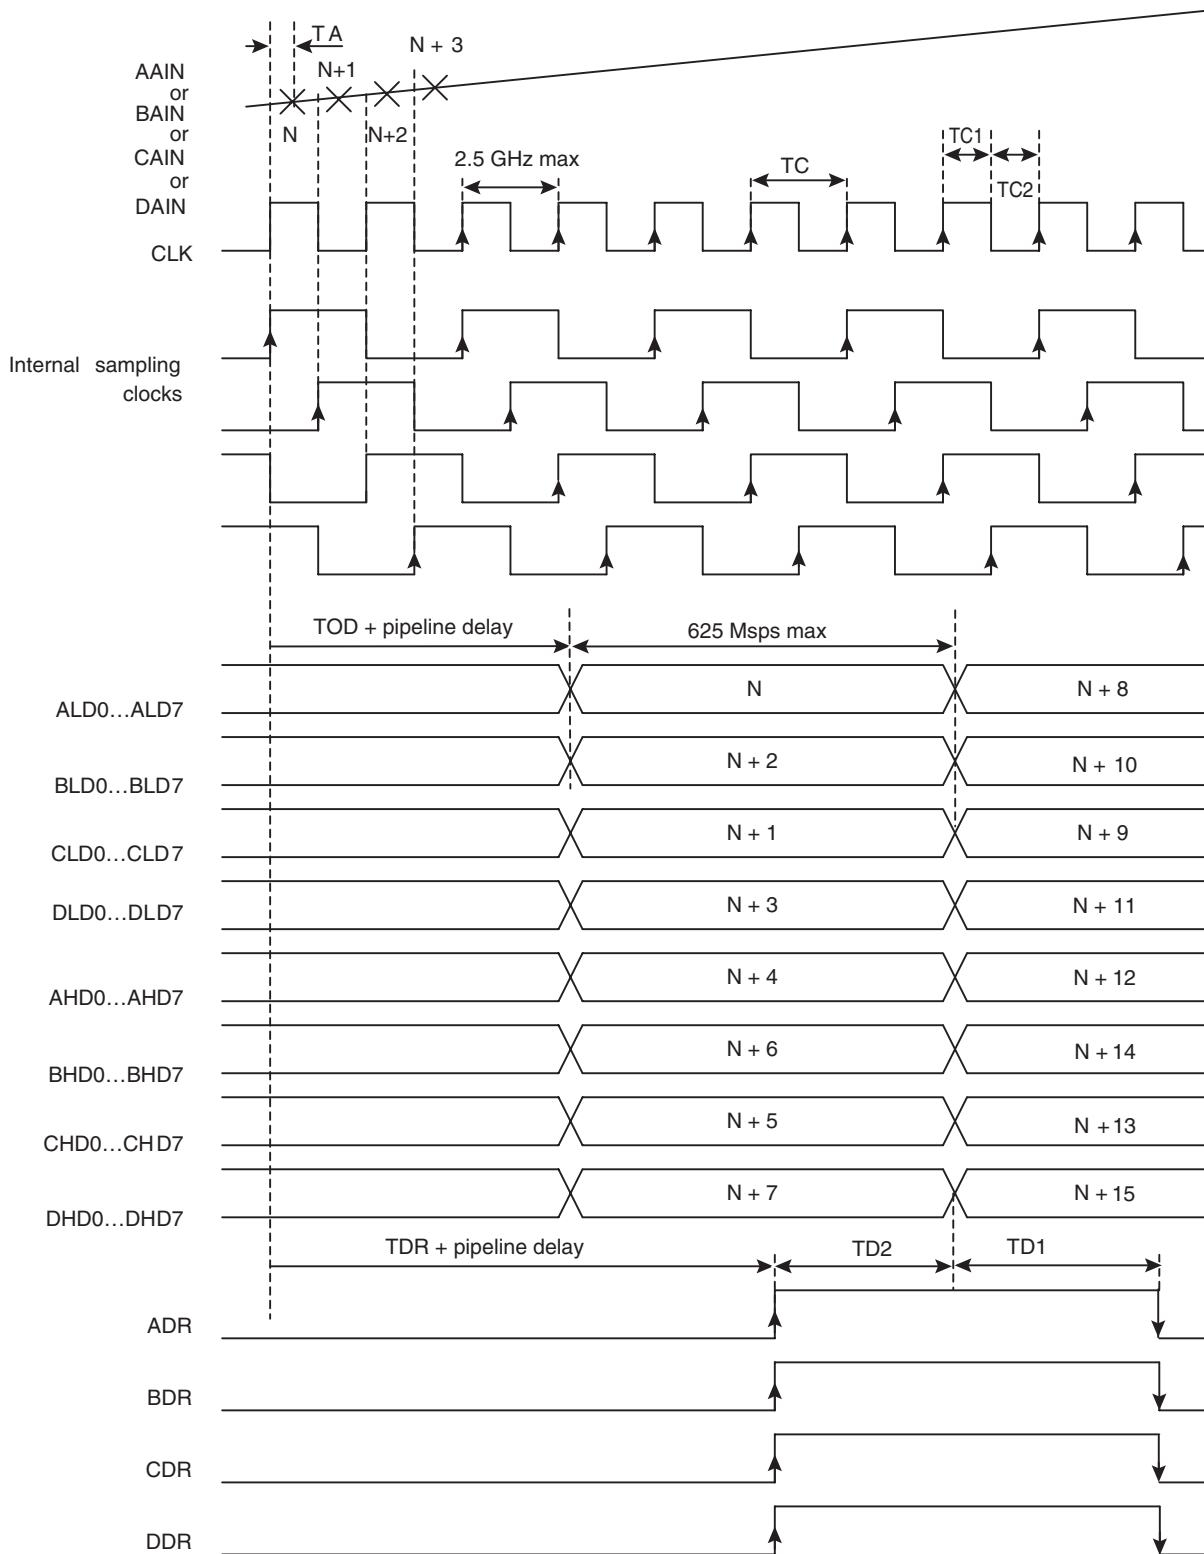 TA
N + 3
AAIN
N+1
or
BAIN
N
N+2
or
TC1
CAIN
2.5 GHz max
TC
or
TC2
DAIN
CLK
Internal sampling
clocks
TOD + pipeline delay
625 Msps max
N
N + 8
ALD0…ALD7
N + 2
N + 10
BLD0…BLD7
N + 1
N + 9
CLD0…CLD7
N + 3
N + 11
DLD0…DLD7
N + 4
N + 12
AHD0…AHD7
N + 6
N + 14
BHD0…BHD7
N + 5
N + 13
CHD0…CHD7
N + 7
N + 15
DHD0…DHD7
TDR + pipeline delay
TD2
TD1
ADR
BDR
CDR
DDR